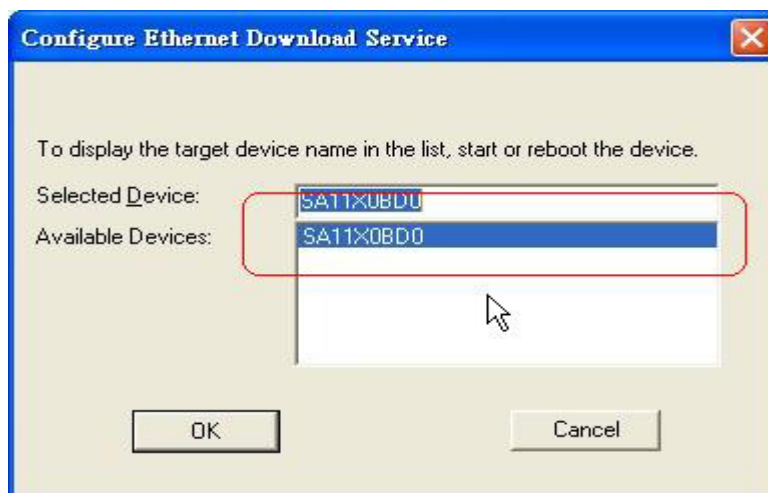 Configure Ethernet Download Service
To display the target device name in the list, start or reboot the device.
Selected Device:
SA11X0BD0
Available Devices:
SA11X0BD0
OK
Cancel